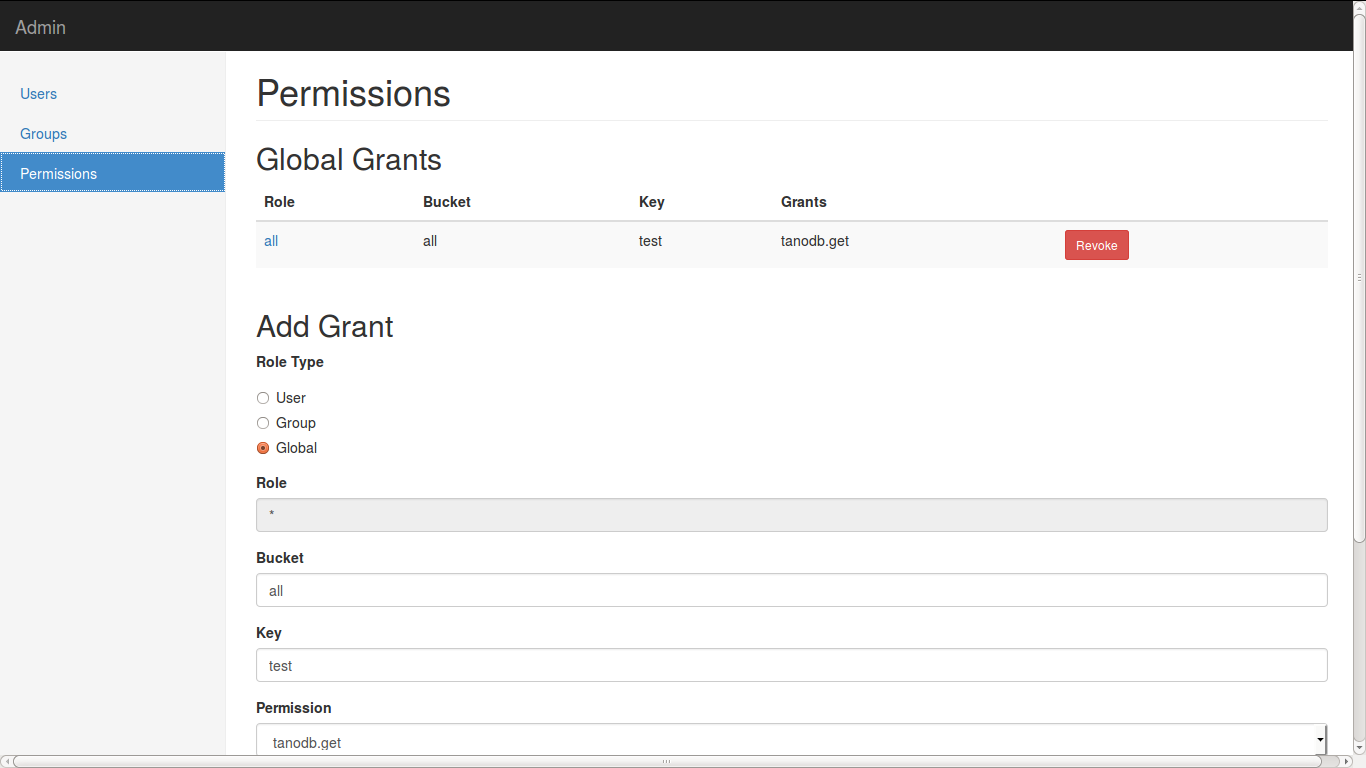 Admin
Users
Groups
Permissions
Permissions
Global Grants
Role Bucket Key Grants
all all test tanodb.get Revoke
Add Grant
Role Type
User
Group
Global
Role
*
Bucket
all
Key
test
Permission
tanodb.get